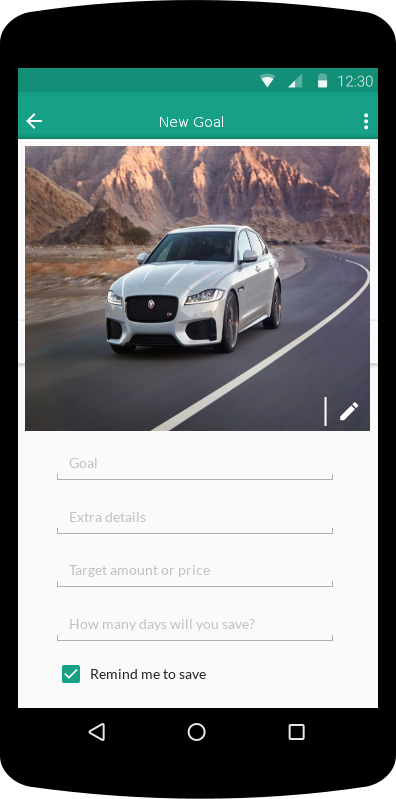 12:30
New Goal
Goal
Extra details
Target amount or price
How many days will you save?
Remind me to save